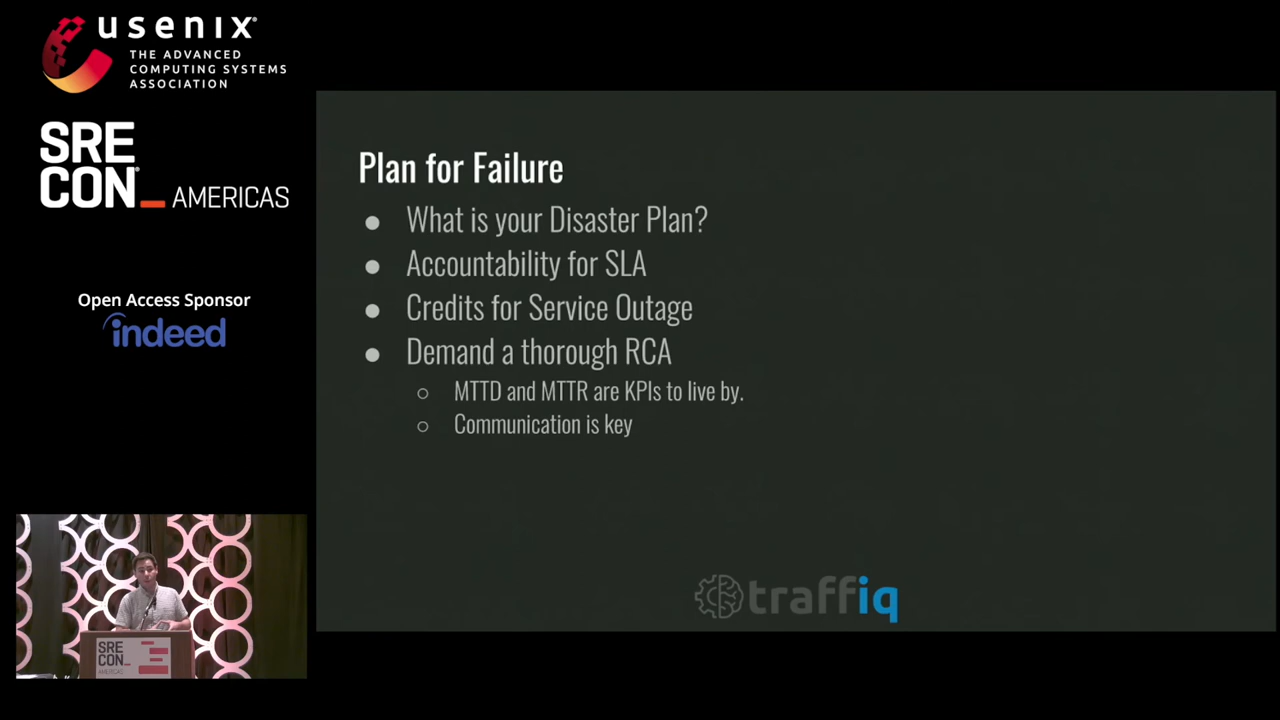 usenix
THE ADVANCED
COMPUTING SYSTEMS
ASSOCIATION
SRE
CON
AMERICAS
Open Access Sponsor
indeed
Plan for Failure
● What is your Disaster Plan?
● Accountability for SLA
● Credits for Service Outage
● Demand a thorough RCA
○ MTTD and MTTR are KPIs to live by.
○ Communication is key
traffiq
SRE
CON
AMERICAS